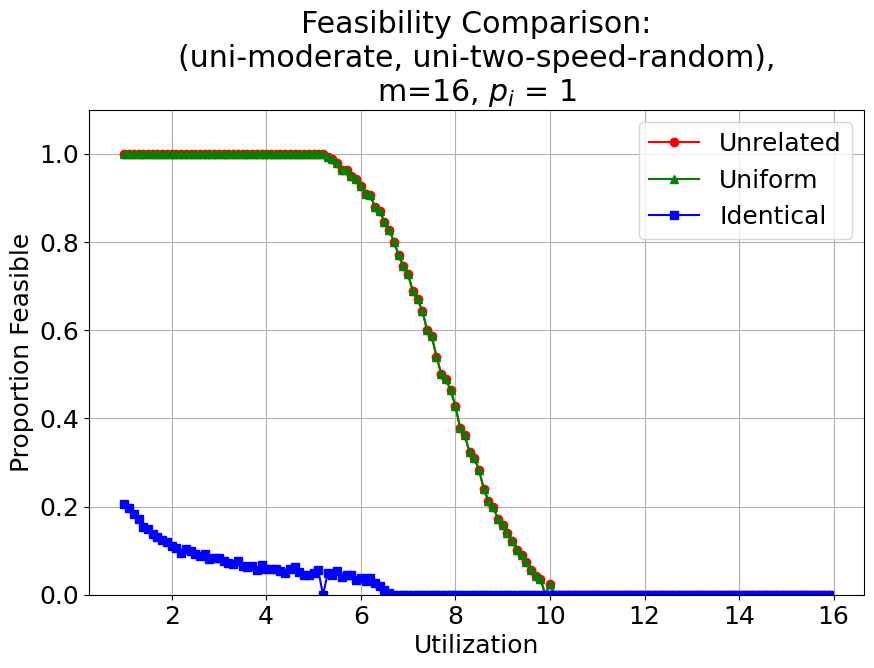 Feasibility Comparison:
(uni-moderate, uni-two-speed-random),
m=16, $p_i$ = 1
Unrelated
Uniform
Identical
Proportion Feasible
1.0
0.8
0.6
0.4
0.2
0.0
2 4 6 8 10 12 14 16
Utilization